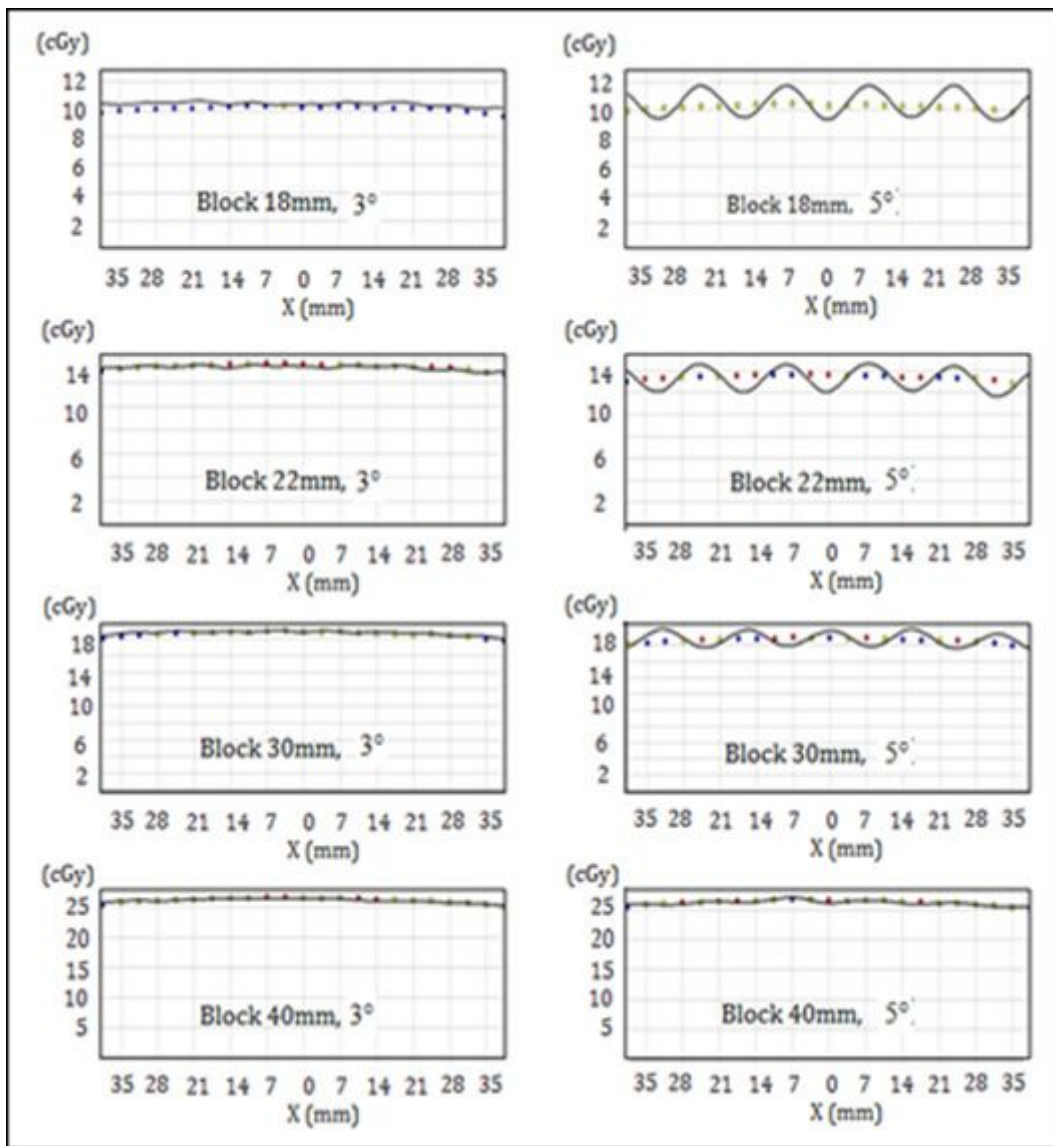 (cGy)
12
10
8
6
4
2
Block 18mm, 3°
35 28 21 14 7 0 7 14 21 28 35
X (mm)
(cGy)
12
10
8
6
4
2
Block 18mm. 5°
35 28 21 14 7 0 7 14 21 28 35
X (mm)
(cGy)
14
10
6
2
Block 22mm, 3°
35 28 21 14 7 0 7 14 21 28 35
X (mm)
(cGy)
14
10
6
2
Block 22mm, 5°
35 28 21 14 7 0 7 14 21 28 35
X (mm)
(cGy)
18
14
10
6
2
Block 30mm, 3°
35 28 21 14 7 0 7 14 21 28 35
X (mm)
(cGy)
18
14
10
6
2
Block 30mm, 5°
35 28 21 14 7 0 7 14 21 28 35
X (mm)
(cGy)
25
20
15
10
5
Block 40mm, 3°
35 28 21 14 7 0 7 14 21 28 35
X (mm)
(cGy)
25
20
15
10
5
Block 40mm, 5°
35 28 21 14 7 0 7 14 21 28 35
X (mm)